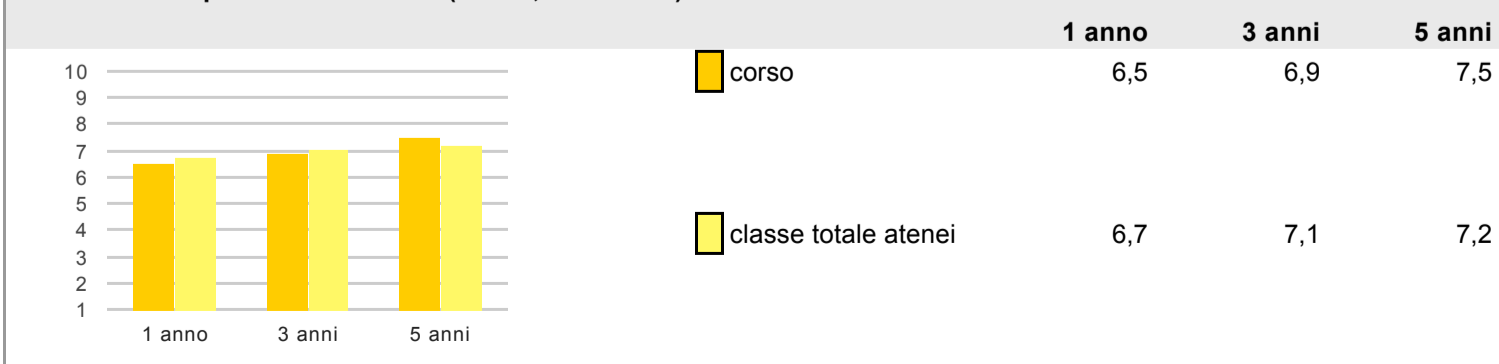 1 anno 3 anni 5 anni
corso 6,5 6,9 7,5
classe totale atenei 6,7 7,1 7,2
10
9
8
7
6
5
4
3
2
1
1 anno 3 anni 5 anni